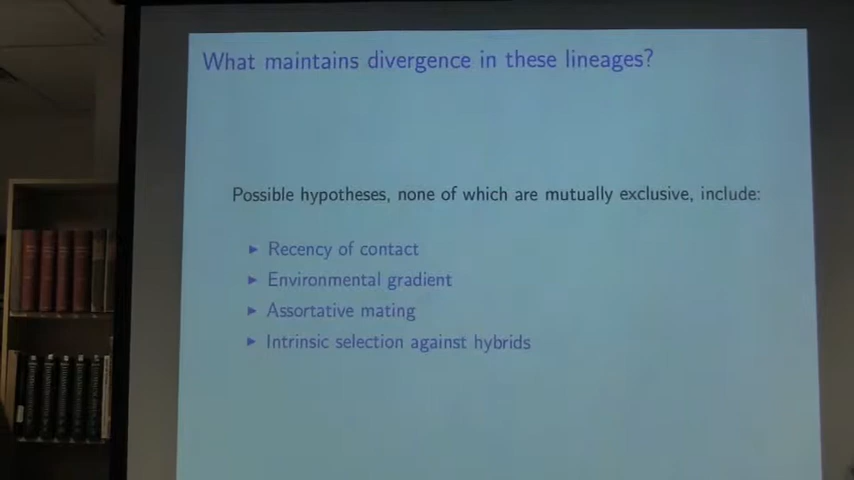 What maintains divergence in these lineages?
Possible hypotheses, none of which are mutually exclusive, include:
▶ Recency of contact
▶ Environmental gradient
▶ Assortative mating
▶ Intrinsic selection against hybrids